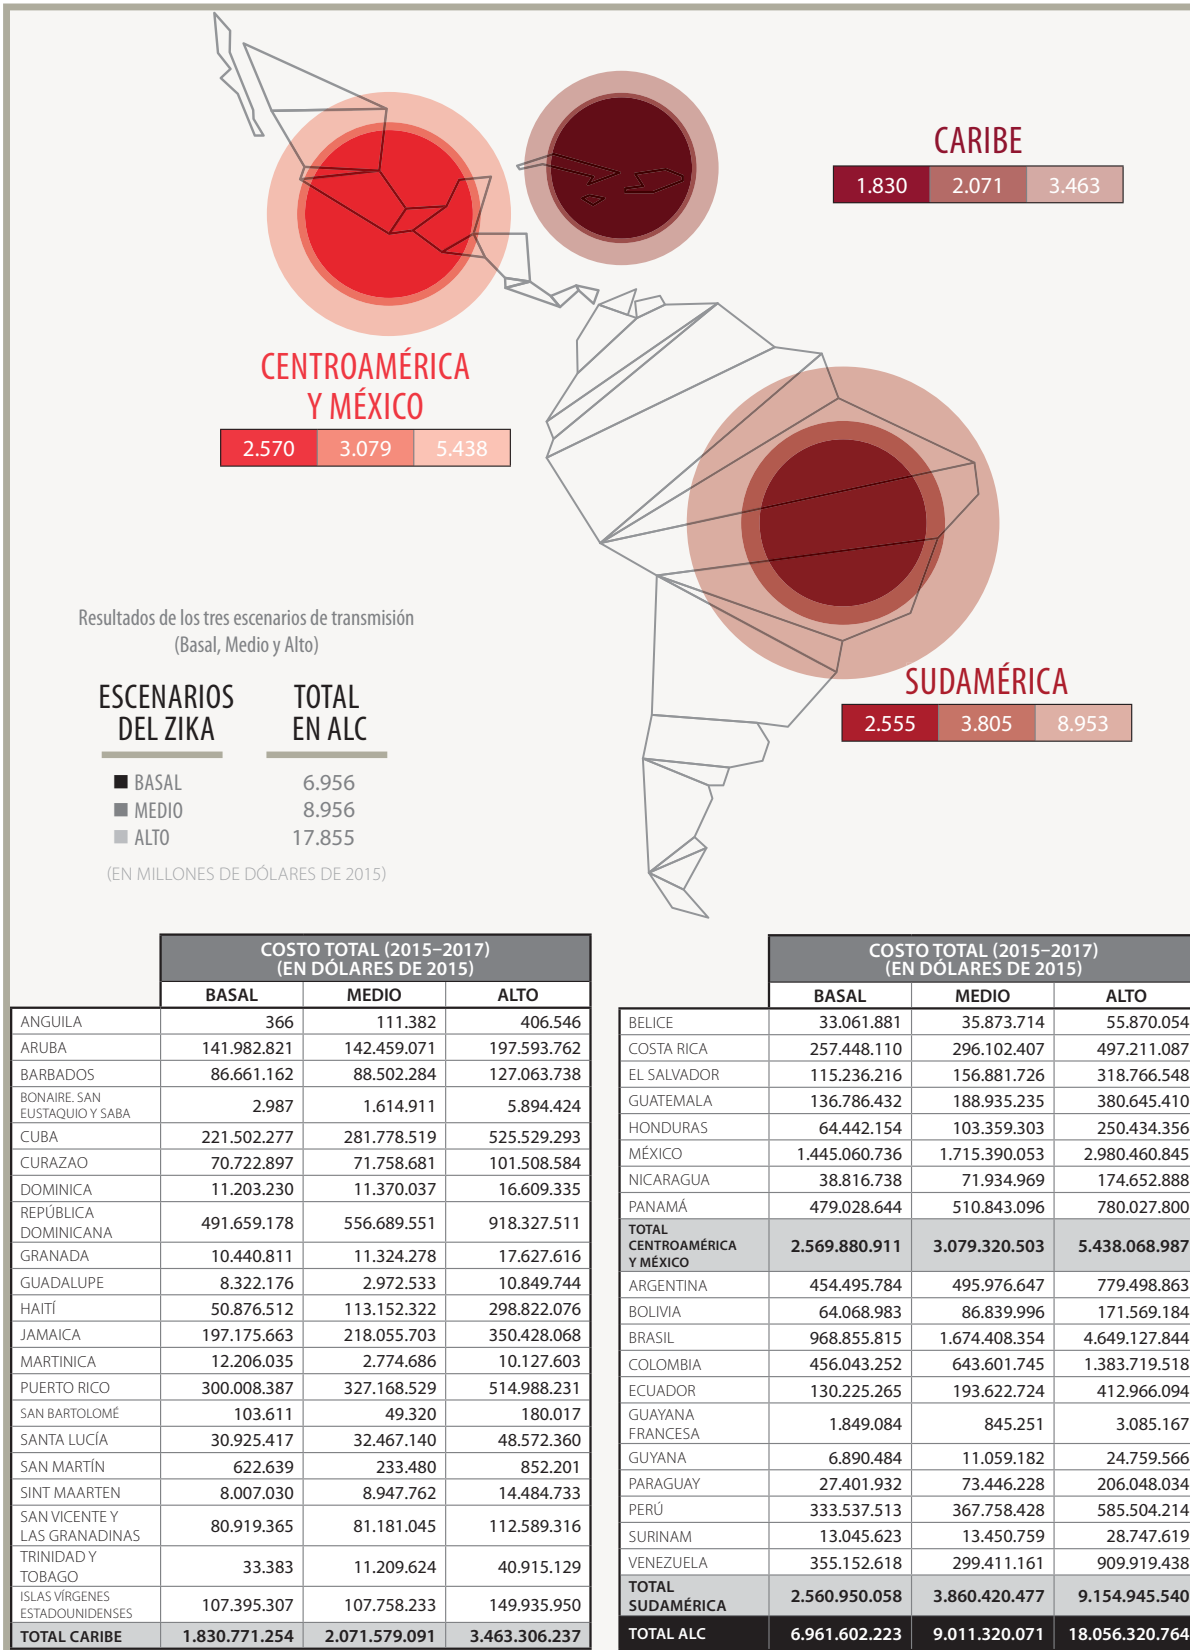 CARIBE
1.830 2.071 3.463
CENTROAMÉRICA
Y MÉXICO
2.570 3.079 5.438
Resultados de los tres escenarios de transmisión
(Basal, Medio y Alto)
ESCENARIOS DEL ZIKA
TOTAL EN ALC
BASAL 6.956
MEDIO 8.956
ALTO 17.855
(EN MILLONES DE DÓLARES DE 2015)
SUDAMÉRICA
2.555 3.805 8.953
COSTO TOTAL (2015–2017)
(EN DÓLARES DE 2015)
BASAL MEDIO ALTO
ANGUILA 366 111.382 406.546
ARUBA 141.982.821 142.459.071 197.593.762
BARBADOS 86.661.162 88.502.284 127.063.738
BONAIRE. SAN
EUSTAQUIO Y SABA 2.987 1.614.911 5.894.424
CUBA 221.502.277 281.778.519 525.529.293
CURAZAO 70.722.897 71.758.681 101.508.584
DOMINICA 11.203.230 11.370.037 16.609.335
REPÚBLICA
DOMINICANA 491.659.178 556.689.551 918.327.511
GRANADA 10.440.811 11.324.278 17.627.616
GUADALUPE 8.322.176 2.972.533 10.849.744
HAITÍ 50.876.512 113.152.322 298.822.076
JAMAICA 197.175.663 218.055.703 350.428.068
MARTINICA 12.206.035 2.774.686 10.127.603
PUERTO RICO 300.008.387 327.168.529 514.988.231
SAN BARTOLOMÉ 103.611 49.320 180.017
SANTA LUCÍA 30.925.417 32.467.140 48.572.360
SAN MARTÍN 622.639 233.480 852.201
SINT MAARTEN 8.007.030 8.947.762 14.484.733
SAN VICENTE Y
LAS GRANADINAS 80.919.365 81.181.045 112.589.316
TRINIDAD Y
TOBAGO 33.383 11.209.624 40.915.129
ISLAS VÍRGENES
ESTADOUNIDENSES 107.395.307 107.758.233 149.935.950
TOTAL CARIBE 1.830.771.254 2.071.579.091 3.463.306.237
COSTO TOTAL (2015–2017)
(EN DÓLARES DE 2015)
BASAL MEDIO ALTO
BELICE 33.061.881 35.873.714 55.870.054
COSTA RICA 257.448.110 296.102.407 497.211.087
EL SALVADOR 115.236.216 156.881.726 318.766.548
GUATEMALA 136.786.432 188.935.235 380.645.410
HONDURAS 64.442.154 103.359.303 250.434.356
MÉXICO 1.445.060.736 1.715.390.053 2.980.460.845
NICARAGUA 38.816.738 71.934.969 174.652.888
PANAMÁ 479.028.644 510.843.096 780.027.800
TOTAL
CENTROAMÉRICA
Y MÉXICO 2.569.880.911 3.079.320.503 5.438.068.987
ARGENTINA 454.495.784 495.976.647 779.498.863
BOLIVIA 64.068.983 86.839.996 171.569.184
BRASIL 968.855.815 1.674.408.354 4.649.127.844
COLOMBIA 456.043.252 643.601.745 1.383.719.518
ECUADOR 130.225.265 193.622.724 412.966.094
GUAYANA
FRANCESA 1.849.084 845.251 3.085.167
GUYANA 6.890.484 11.059.182 24.759.566
PARAGUAY 27.401.932 73.446.228 206.048.034
PERÚ 333.537.513 367.758.428 585.504.214
SURINAM 13.045.623 13.450.759 28.747.619
VENEZUELA 355.152.618 299.411.161 909.919.438
TOTAL
SUDAMÉRICA 2.560.950.058 3.860.420.477 9.154.945.540
TOTAL ALC 6.961.602.223 9.011.320.071 18.056.320.764